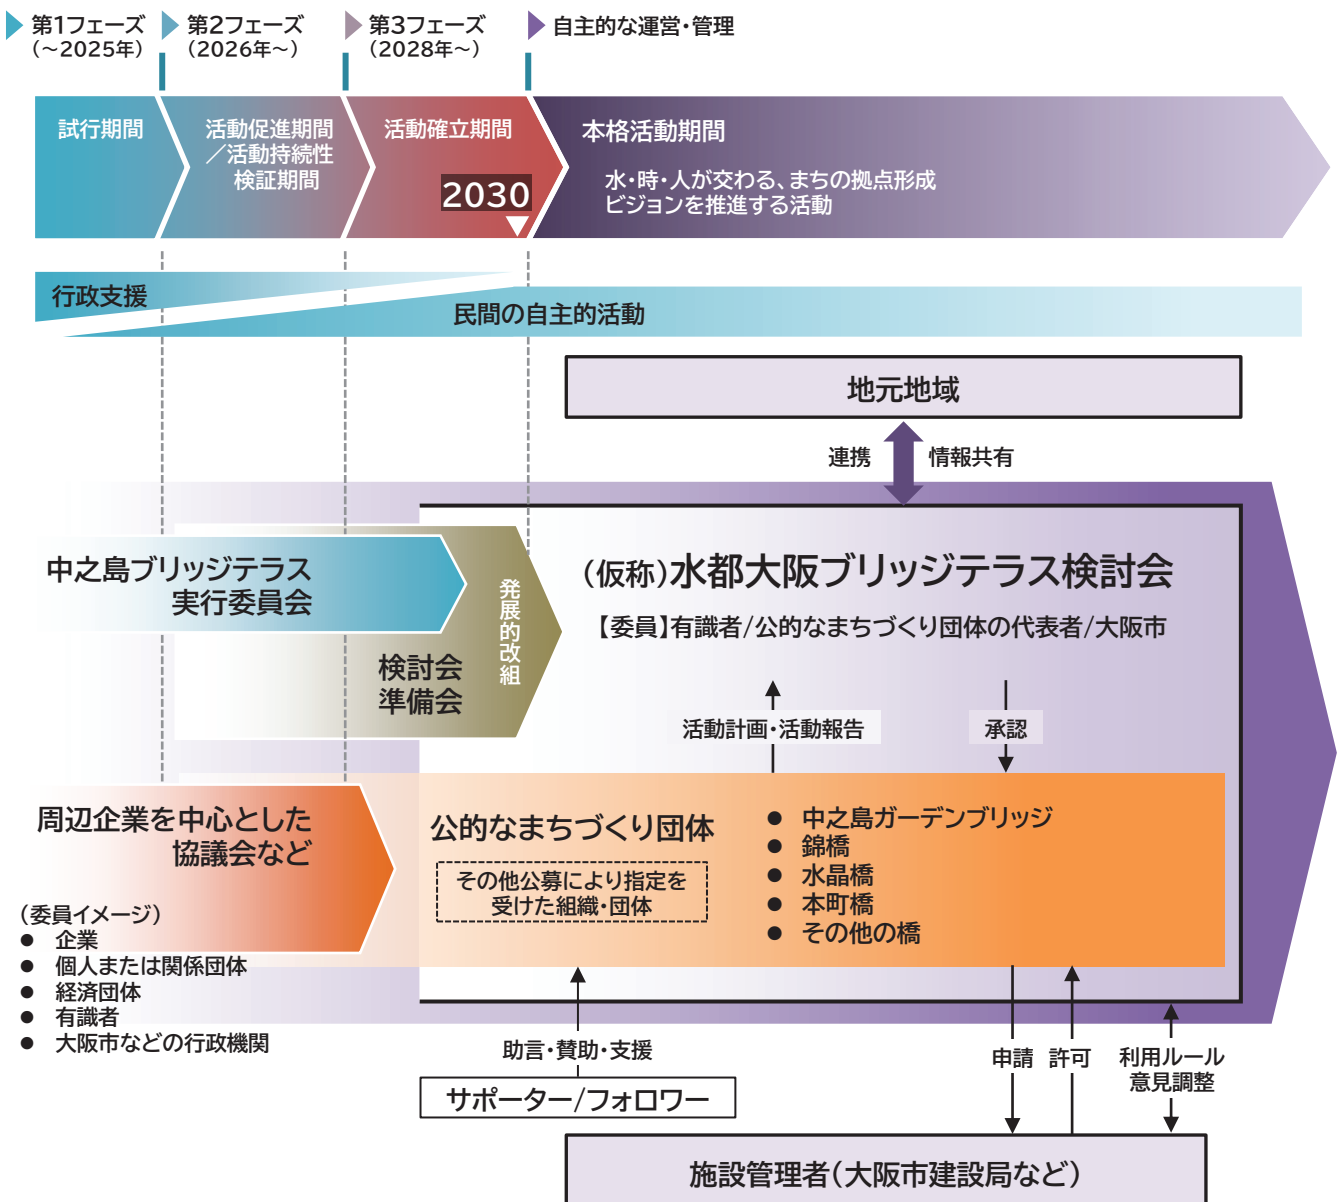 第1フェーズ
(～2025年)
第2フェーズ
(2026年～)
第3フェーズ
(2028年～)
自主的な運営・管理
試行期間
活動促進期間
／活動持続性
検証期間
活動確立期間
2030
本格活動期間
水・時・人が交わる、まちの拠点形成
ビジョンを推進する活動
行政支援
民間の自主的活動
地元地域
連携
情報共有
中之島ブリッジテラス
実行委員会
検討会
準備会
発展的改組
(仮称)水都大阪ブリッジテラス検討会
【委員】有識者/公的なまちづくり団体の代表者/大阪市
活動計画・活動報告
承認
周辺企業を中心とした
協議会など
(委員イメージ)
● 企業
● 個人または関係団体
● 経済団体
● 有識者
● 大阪市などの行政機関
公的なまちづくり団体
その他公募により指定を
受けた組織・団体
● 中之島ガーデンブリッジ
● 錦橋
● 水晶橋
● 本町橋
● その他の橋
助言・賛助・支援
サポーター/フォロワー
申請
許可
利用ルール
意見調整
施設管理者(大阪市建設局など)